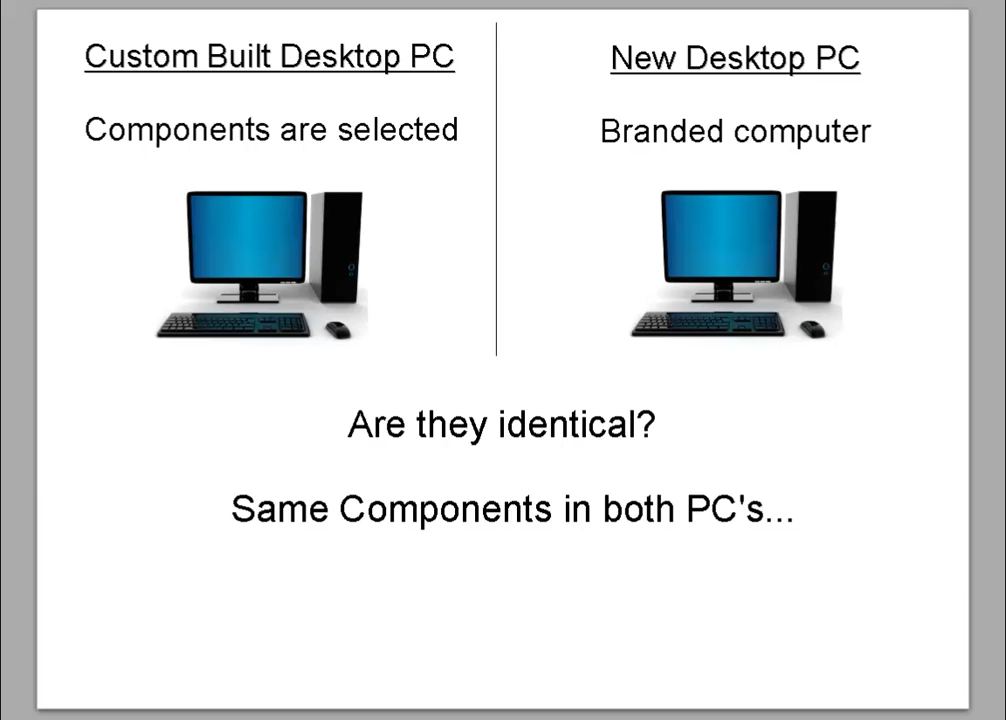 Custom Built Desktop PC
Components are selected
New Desktop PC
Branded computer
Are they identical?
Same Components in both PC's...